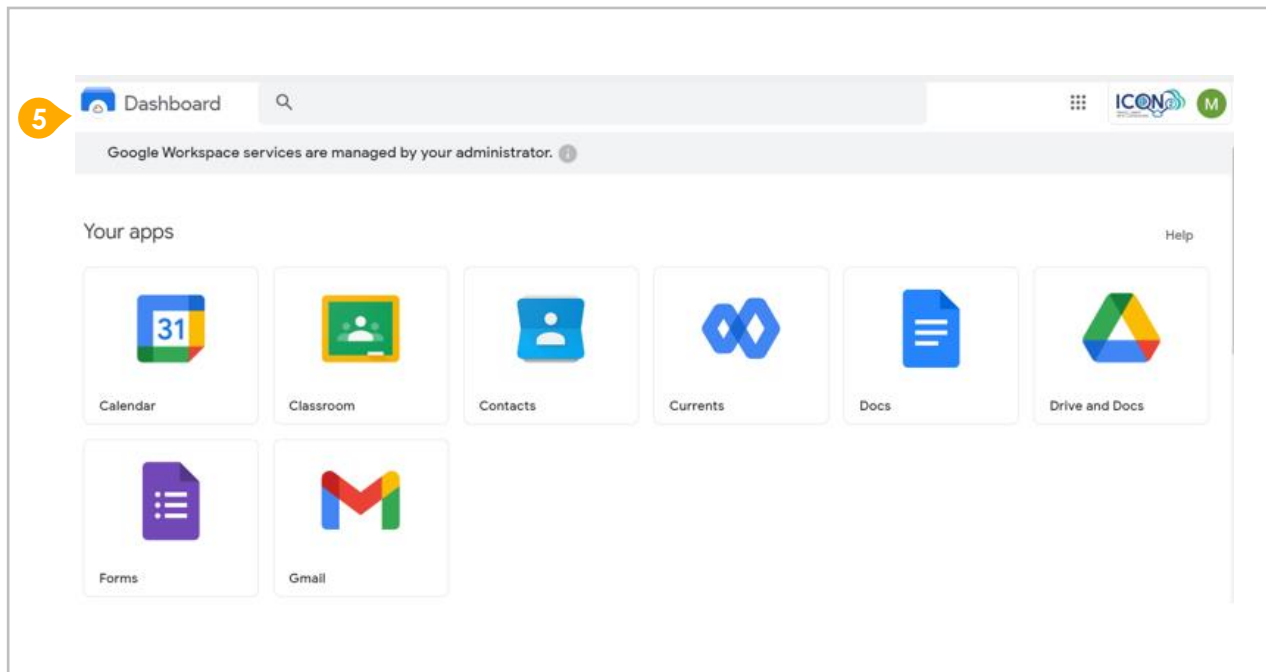 5
Dashboard
ICON
M
Google Workspace services are managed by your administrator.
Your apps
Help
31
Calendar
Classroom
Contacts
Currents
Docs
Drive and Docs
Forms
Gmail